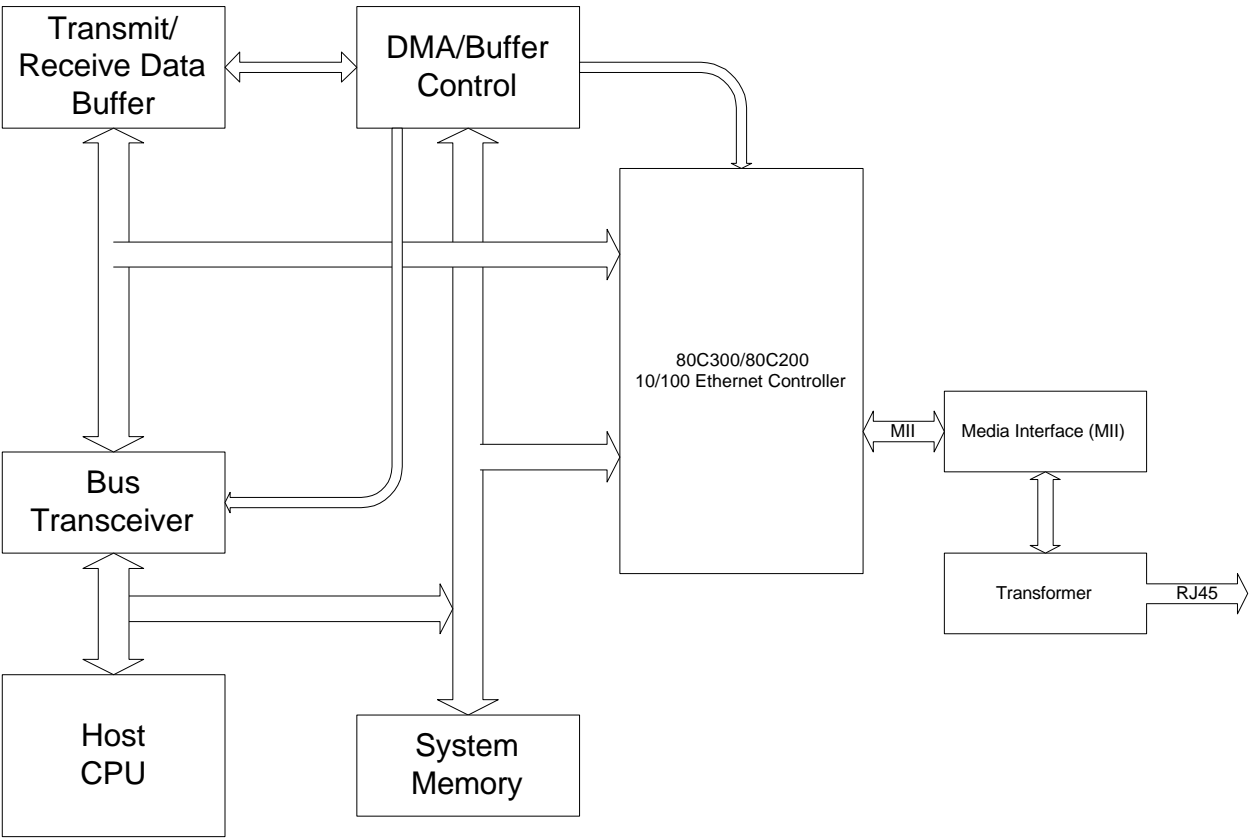 Transmit/
Receive Data
Buffer
DMA/Buffer
Control
80C300/80C200
10/100 Ethernet Controller
MII
Media Interface (MII)
Bus
Transceiver
Transformer
RJ45
Host
CPU
System
Memory